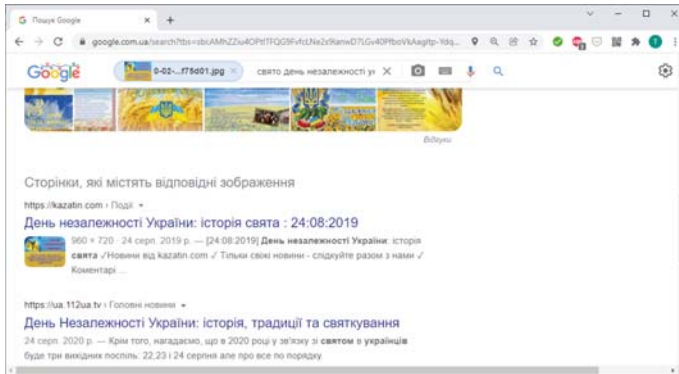 Пошук Google
google.com.ua/search?tbs=
Google
0-02-...f75d01.jpg
свято день незалежності у
Відгуки
Сторінки, які містять відповідні зображення
https://kazatin.com › Події
День незалежності України: історія свята : 24:08:2019
960 × 720 · 24 серп. 2019 р. — [24:08:2019] День незалежності України: історія
свята ✓Новини від kazatin.com ✓ Тільки свіжі новини - слідкуйте разом з нами ✓
Коментарі ...
https://ua.112ua.tv › Головні новини
День Незалежності України: історія, традиції та святкування
24 серп. 2020 р. — Крім того, нагадаємо, що в 2020 році у зв'язку зі святом в українців
буде три вихідних поспіль: 22,23 і 24 серпня але про все по порядку.